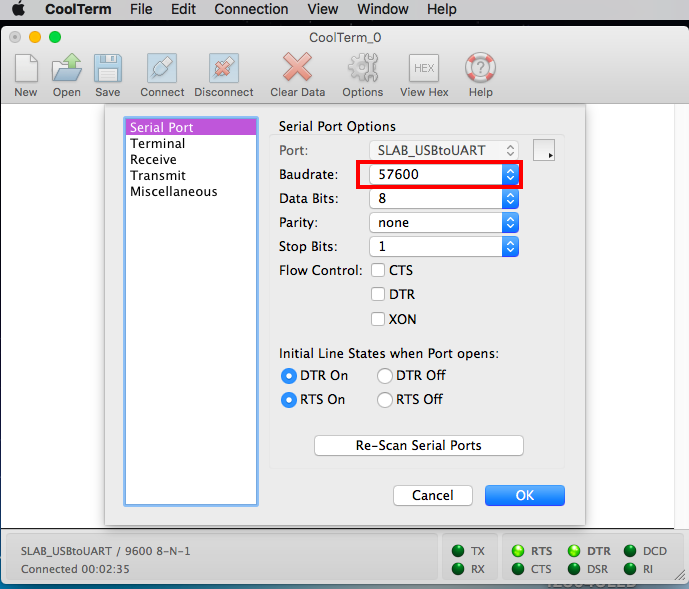 CoolTerm File Edit Connection View Window Help
CoolTerm_0
New Open Save Connect Disconnect Clear Data Options View Hex Help
HEX
Serial Port
Terminal
Receive
Transmit
Miscellaneous
Serial Port Options
Port: SLAB_USBtoUART
Baudrate: 57600
Data Bits: 8
Parity: none
Stop Bits: 1
Flow Control: CTS
DTR
XON
Initial Line States when Port opens:
DTR On DTR Off
RTS On RTS Off
Re-Scan Serial Ports
Cancel OK
SLAB_USBtoUART / 9600 8-N-1
Connected 00:02:35
TX RTS DTR DCD
RX CTS DSR RI